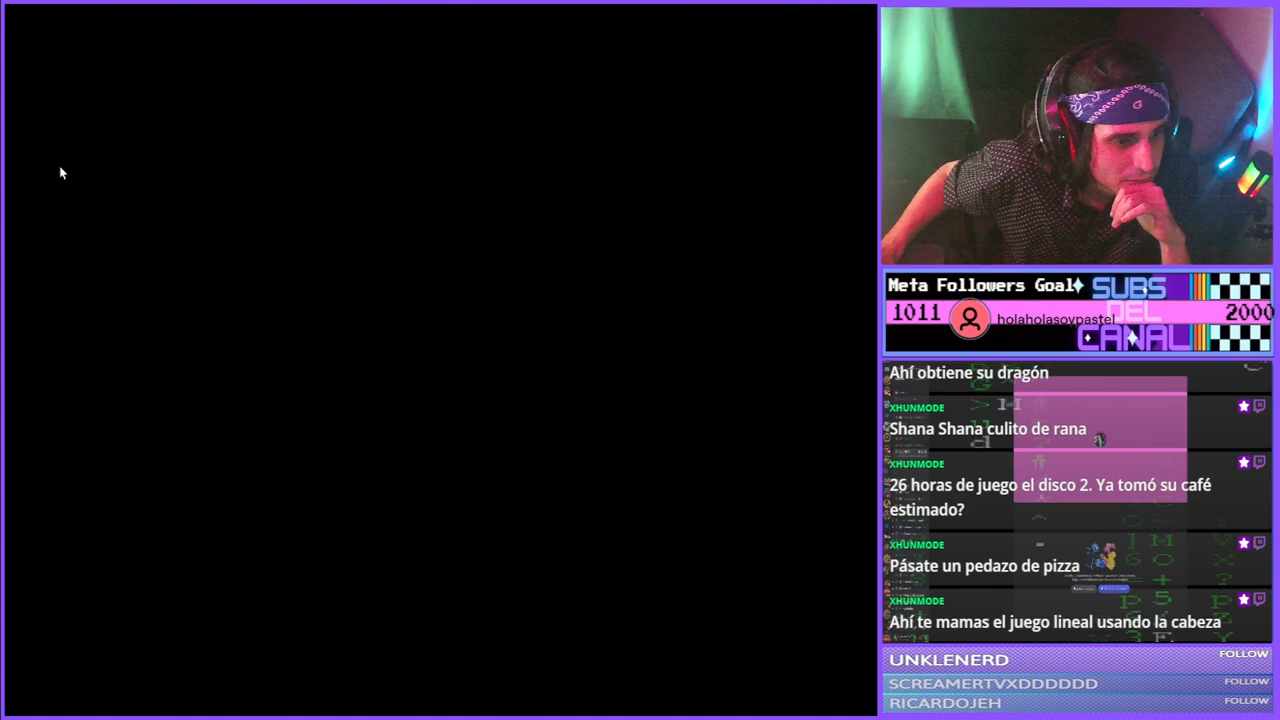 Meta Followers Goal
SUBS
DEL
CANAL
1011
holaholasoypastel
2000
Ahí obtiene su dragón
XHUNMODE
Shana Shana culito de rana
XHUNMODE
26 horas de juego el disco 2. Ya tomó su café
estimado?
XHUNMODE
Pásate un pedazo de pizza
XHUNMODE
Ahí te mamas el juego lineal usando la cabeza
UNKLENERD FOLLOW
SCREAMERTVXDDDDDD FOLLOW
RICARDOJEH FOLLOW